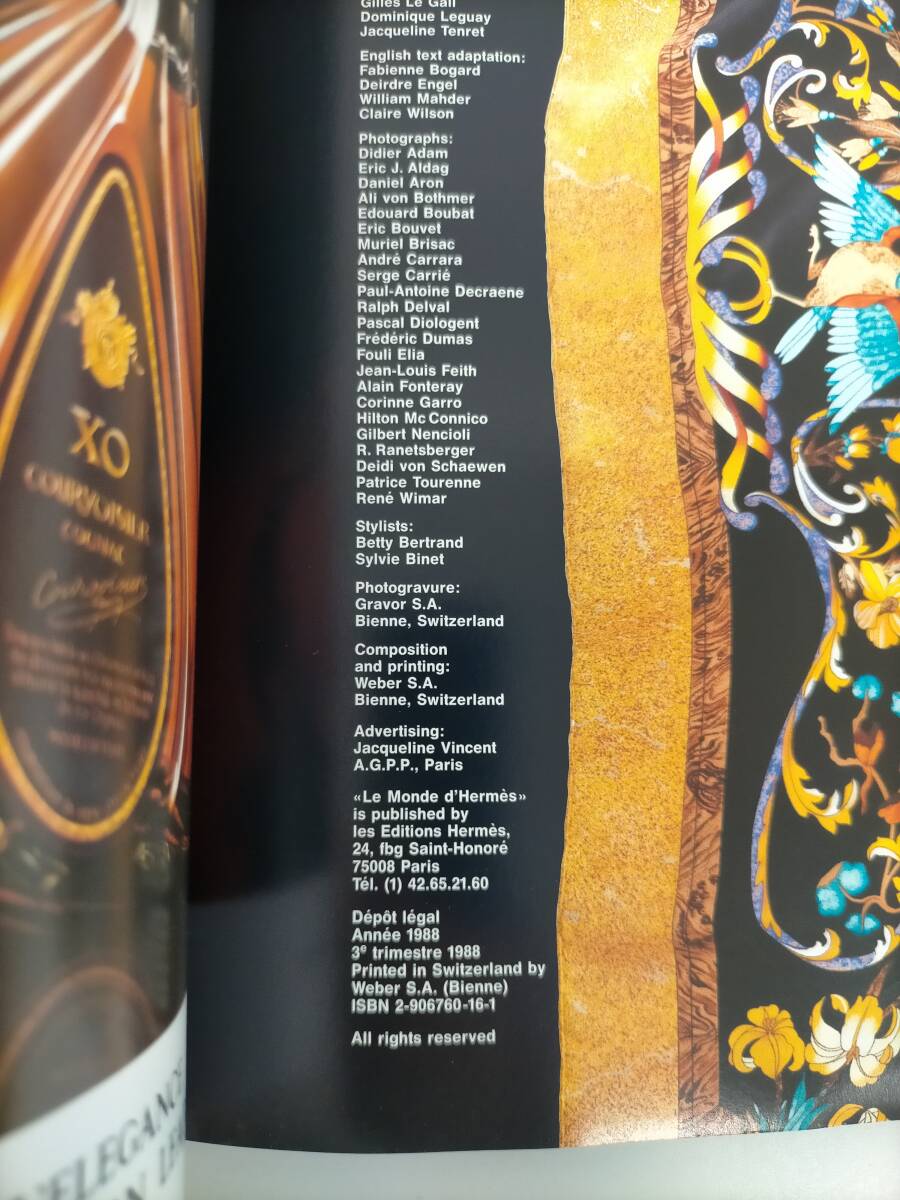 XO
COURVOISIER
COGNAC
Gilles Le Gall
Dominique Leguay
Jacqueline Tenret
English text adaptation:
Fabienne Bogard
Deirdre Engel
William Mahder
Claire Wilson
Photographs:
Didier Adam
Eric J. Aldag
Daniel Aron
Ali von Bothmer
Edouard Boubat
Eric Bouvet
Muriel Brisac
André Carrara
Serge Carrié
Paul-Antoine Decraene
Ralph Delval
Pascal Diologent
Frédéric Dumas
Fouli Elia
Jean-Louis Feith
Alain Fonteray
Corinne Garro
Hilton Mc Connico
Gilbert Nencioli
R. Ranetsberger
Deidi von Schaewen
Patrice Tourenne
René Wimar
Stylists:
Betty Bertrand
Sylvie Binet
Photogravure:
Gravor S.A.
Bienne, Switzerland
Composition
and printing:
Weber S.A.
Bienne, Switzerland
Advertising:
Jacqueline Vincent
A.G.P.P., Paris
«Le Monde d'Hermès»
is published by
les Editions Hermès,
24, fbg Saint-Honoré
75008 Paris
Tél. (1) 42.65.21.60
Dépôt légal
Année 1988
3e trimestre 1988
Printed in Switzerland by
Weber S.A. (Bienne)
ISBN 2-906760-16-1
All rights reserved